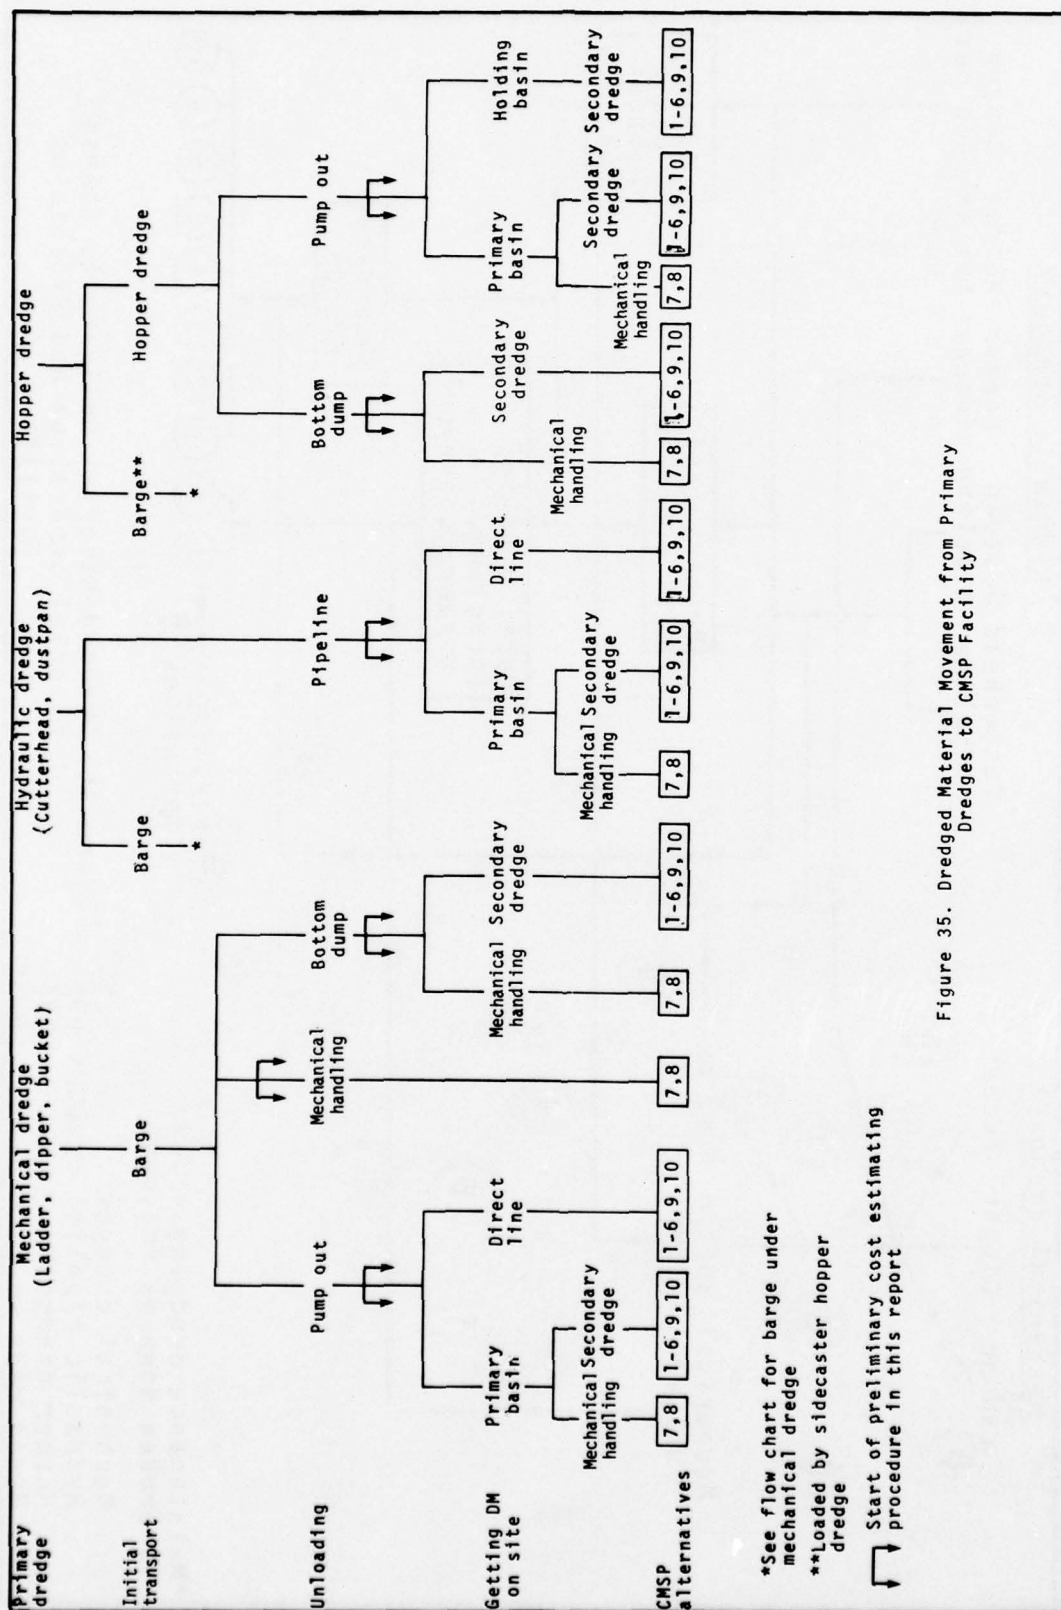 Primary
dredge
Mechanical dredge
(Ladder, dipper, bucket)
Hydraulic dredge
(Cutterhead, dustpan)
Hopper dredge
Initial
transport
Barge
Barge
*
Barge**
*
Hopper dredge
Unloading
Pump out
Mechanical
handling
Bottom
dump
Pipeline
Bottom
dump
Pump out
Getting DM
on site
Primary
basin
Direct
line
Mechanical
handling
Secondary
dredge
Primary
basin
Direct
line
Mechanical
handling
Secondary
dredge
Primary
basin
Holding
basin
Mechanical
handling
Secondary
dredge
Mechanical
handling
Secondary
dredge
Mechanical
handling
Secondary
dredge
Secondary
dredge
CMSP
alternatives
7,8
1-6,9,10
1-6,9,10
7,8
7,8
1-6,9,10
7,8
1-6,9,10
1-6,9,10
7,8
1-6,9,10
7,8
1-6,9,10
1-6,9,10
*See flow chart for barge under
mechanical dredge
**Loaded by sidecaster hopper
dredge
Start of preliminary cost estimating
procedure in this report
Figure 35. Dredged Material Movement from Primary
Dredges to CMSP Facility